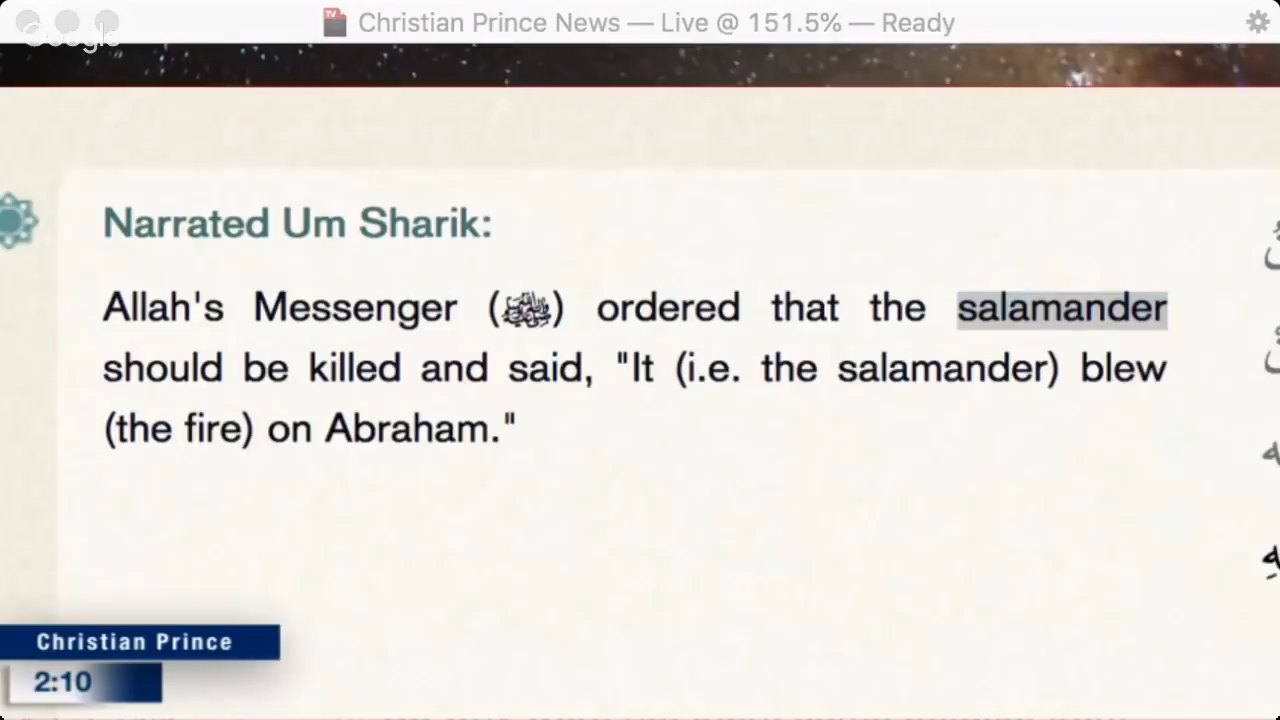 Christian Prince News — Live @ 151.5% — Ready
Google
Narrated Um Sharik:
Allah's Messenger (ﷺ) ordered that the salamander
should be killed and said, "It (i.e. the salamander) blew
(the fire) on Abraham."
Christian Prince
2:10